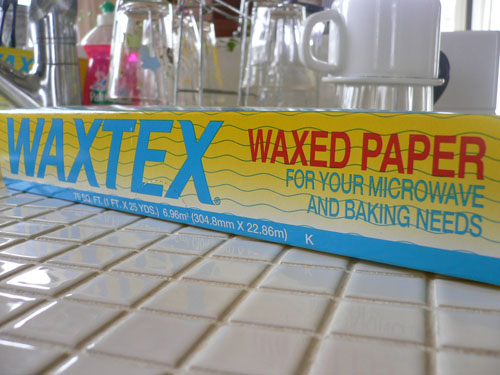 WAXTEX®
WAXED PAPER
FOR YOUR MICROWAVE
AND BAKING NEEDS
75 SQ. FT. (1 FT. X 25 YDS.) 6.96m² (304.8mm X 22.86m) K